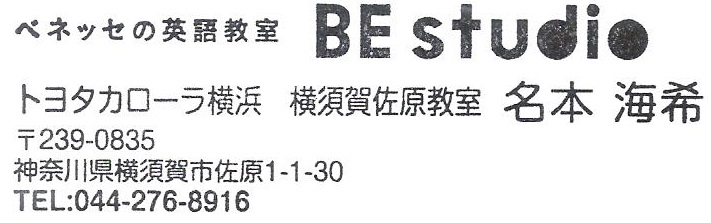 ベネッセの英語教室 BE studio
トヨタカローラ横浜 横須賀佐原教室 名本 海希
〒239-0835
神奈川県横須賀市佐原1-1-30
TEL:044-276-8916